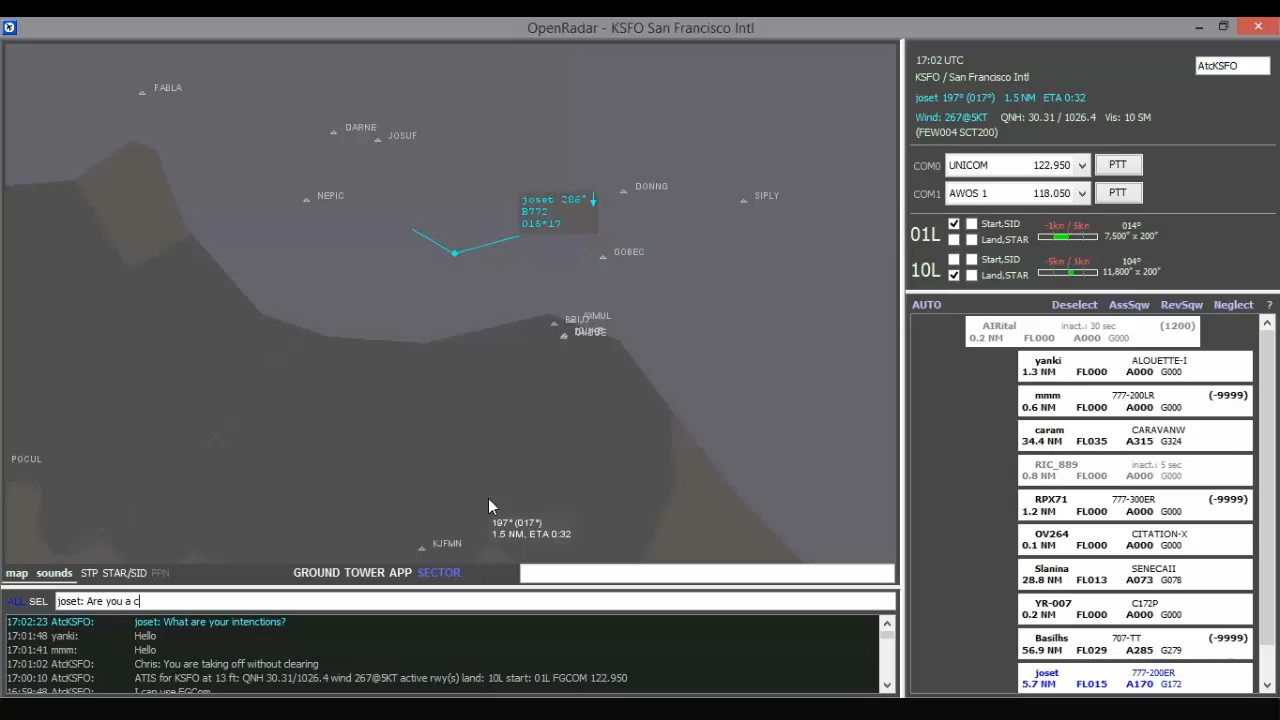 OpenRadar - KSFO San Francisco Intl
FABLA
DARNE
JOSUF
NEPIC
DONNG
SIPLY
joset 286°
B772
015*17
GOBEC
AXMUL
POCUL
197° (017°)
1.5 NM, ETA 0:32
KJFMN
map sounds STP STAR/SID PPN GROUND TOWER APP SECTOR
ALL SEL joset: Are you a c
17:02:23 AtcKSFO: joset: What are your intenctions?
17:01:48 yanki: Hello
17:01:41 mmm: Hello
17:01:02 AtcKSFO: Chris: You are taking off without clearing
17:00:10 AtcKSFO: ATIS for KSFO at 13 ft: QNH 30.31/1026.4 wind 267@5KT active rwy(s) land: 10L start: 01L FGCOM 122.950
16:59:48 AtcKSFO: I can use FGCom
17:02 UTC
AtcKSFO
KSFO / San Francisco Intl
joset 197° (017°) 1.5 NM ETA 0:32
Wind: 267@5KT QNH: 30.31 / 1026.4 Vis: 10 SM
(FEW004 SCT200)
COM0 UNICOM 122.950 PTT
COM1 AWOS 1 118.050 PTT
01L Start,SID -1kn / 5kn 014°
Land,STAR 7,500" x 200"
10L Start,SID -5kn / 1kn 104°
Land,STAR 11,800" x 200"
AUTO Deselect AssSqw RevSqw Neglect ?
AIRital inact.: 30 sec (1200)
0.2 NM FL000 A000 G000
yanki ALOUETTE-I
1.3 NM FL000 A000 G000
mmm 777-200LR (-9999)
0.6 NM FL000 A000 G000
caram CARAVANW
34.4 NM FL035 A315 G324
RIC_889 inact.: 5 sec
0.8 NM FL000 A000 G000
RPX71 777-300ER (-9999)
1.2 NM FL000 A000 G000
OV264 CITATION-X
0.1 NM FL000 A000 G000
Slanina SENECAII
28.8 NM FL013 A073 G078
YR-007 C172P
0.2 NM FL000 A000 G000
Basilhs 707-TT (-9999)
56.9 NM FL029 A285 G279
joset 777-200ER
5.7 NM FL015 A170 G172